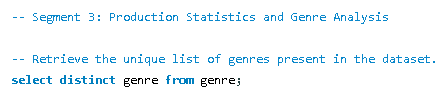 -- Segment 3: Production Statistics and Genre Analysis
-- Retrieve the unique list of genres present in the dataset.
select distinct genre from genre;